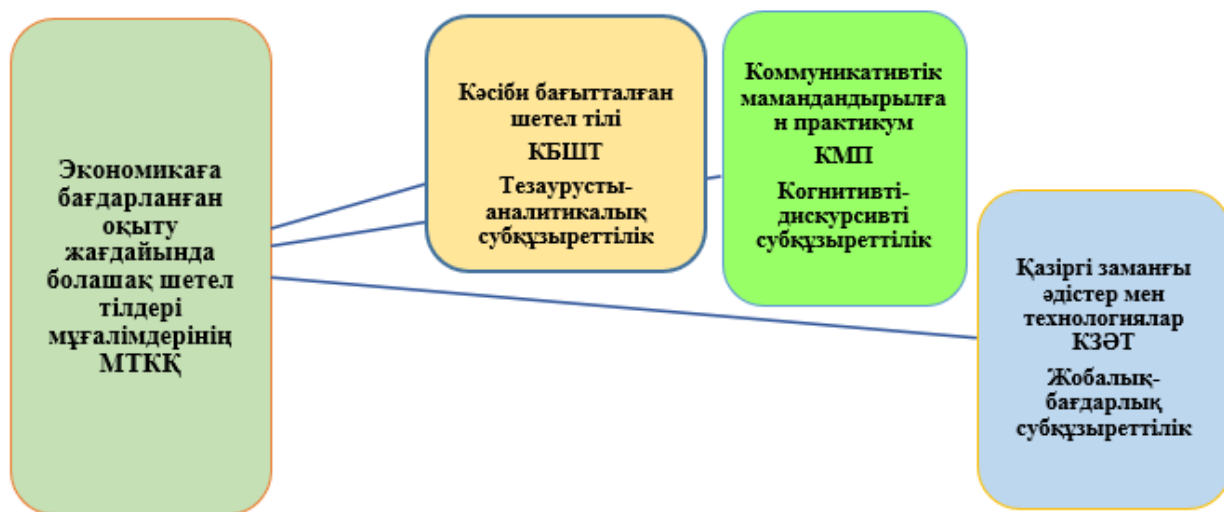 Экономикаға
бағдарланған
оқыту
жағдайында
болашақ шетел
тілдері
мұғалімдерінің
МТКҚ
Кәсіби бағытталған
шетел тілі
КБШТ
Тезаурусты-
аналитикалық
субқұзыреттілік
Коммуникативтік
мамандандырылға
н практикум
КМП
Когнитивті-
дискурсивті
субқұзыреттілік
Қазіргі заманғы
әдістер мен
технологиялар
КЗӘТ
Жобалық-
бағдарлық
субқұзыреттілік